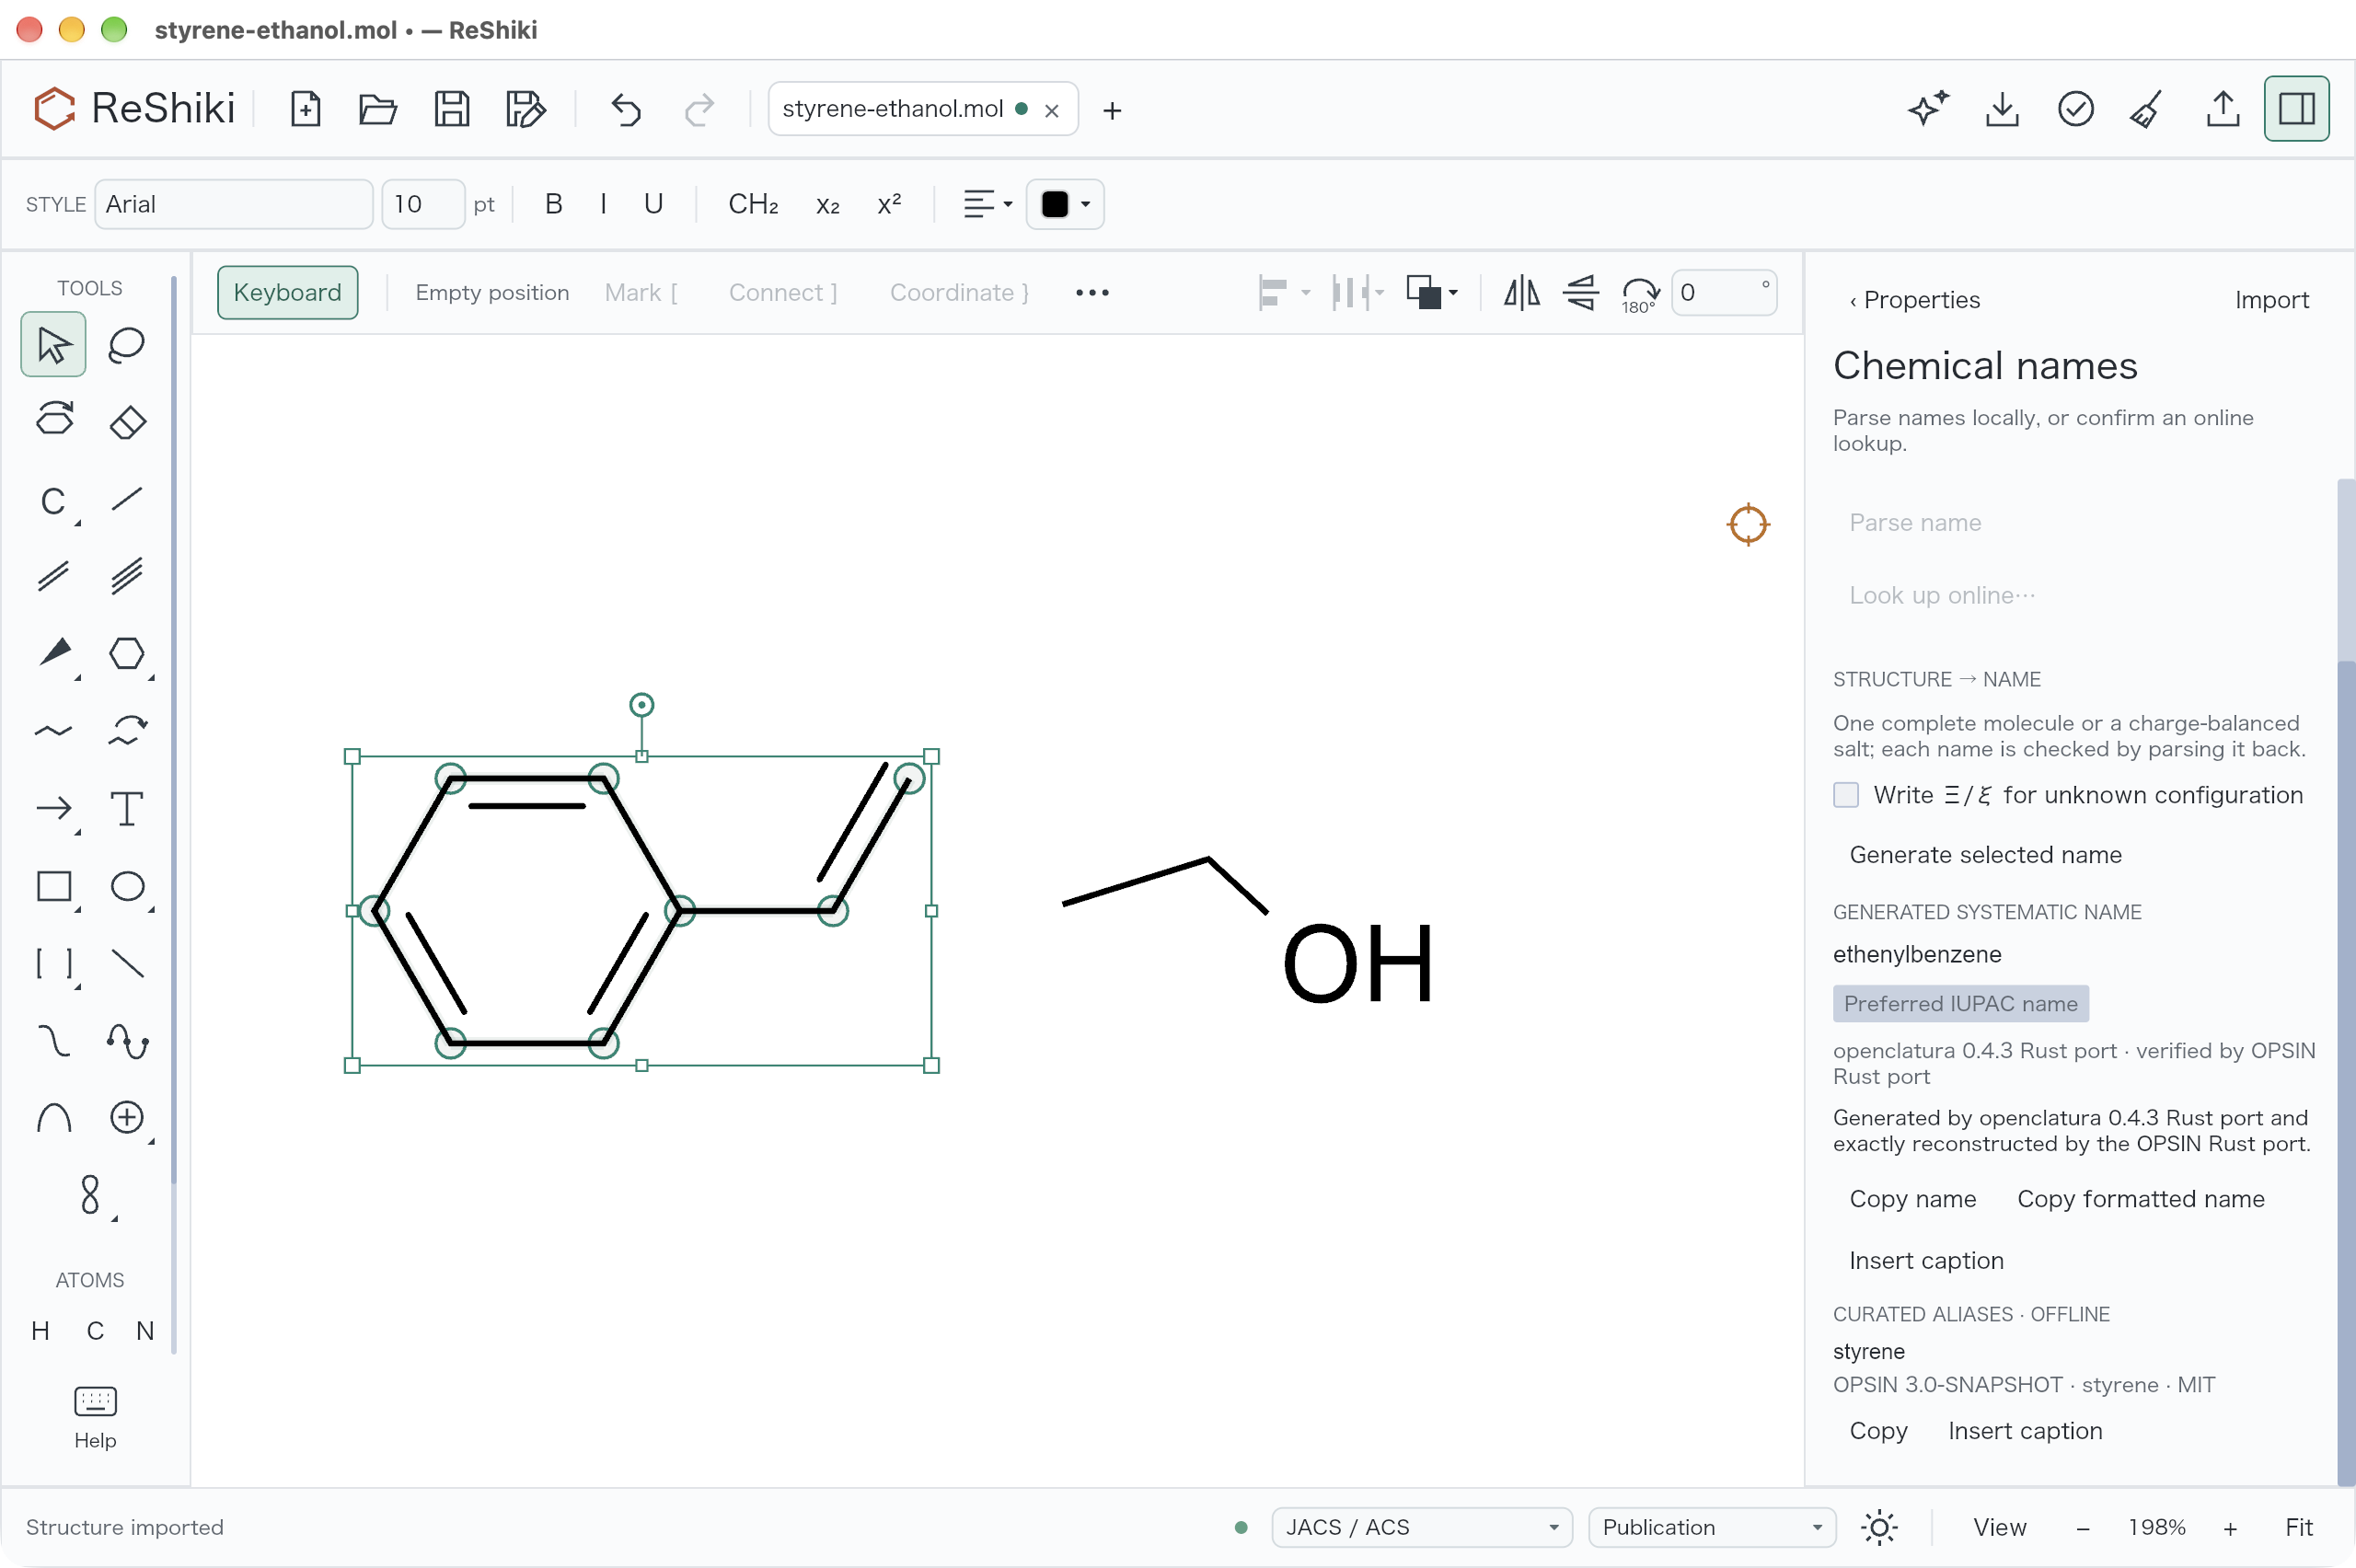 styrene-ethanol.mol • — ReShiki
ReShiki
styrene-ethanol.mol
STYLE Arial 10 pt B I U CH₂ x₂ x²
TOOLS
Keyboard Empty position Mark [ Connect ] Coordinate } 180° 0 °
C
T
[ ]
ATOMS
H C N
Help
OH
‹ Properties Import
Chemical names
Parse names locally, or confirm an online
lookup.
Parse name
Look up online…
STRUCTURE → NAME
One complete molecule or a charge-balanced
salt; each name is checked by parsing it back.
Write Ξ/ξ for unknown configuration
Generate selected name
GENERATED SYSTEMATIC NAME
ethenylbenzene
Preferred IUPAC name
openclatura 0.4.3 Rust port · verified by OPSIN
Rust port
Generated by openclatura 0.4.3 Rust port and
exactly reconstructed by the OPSIN Rust port.
Copy name Copy formatted name
Insert caption
CURATED ALIASES · OFFLINE
styrene
OPSIN 3.0-SNAPSHOT · styrene · MIT
Copy Insert caption
Structure imported
JACS / ACS Publication View − 198% + Fit